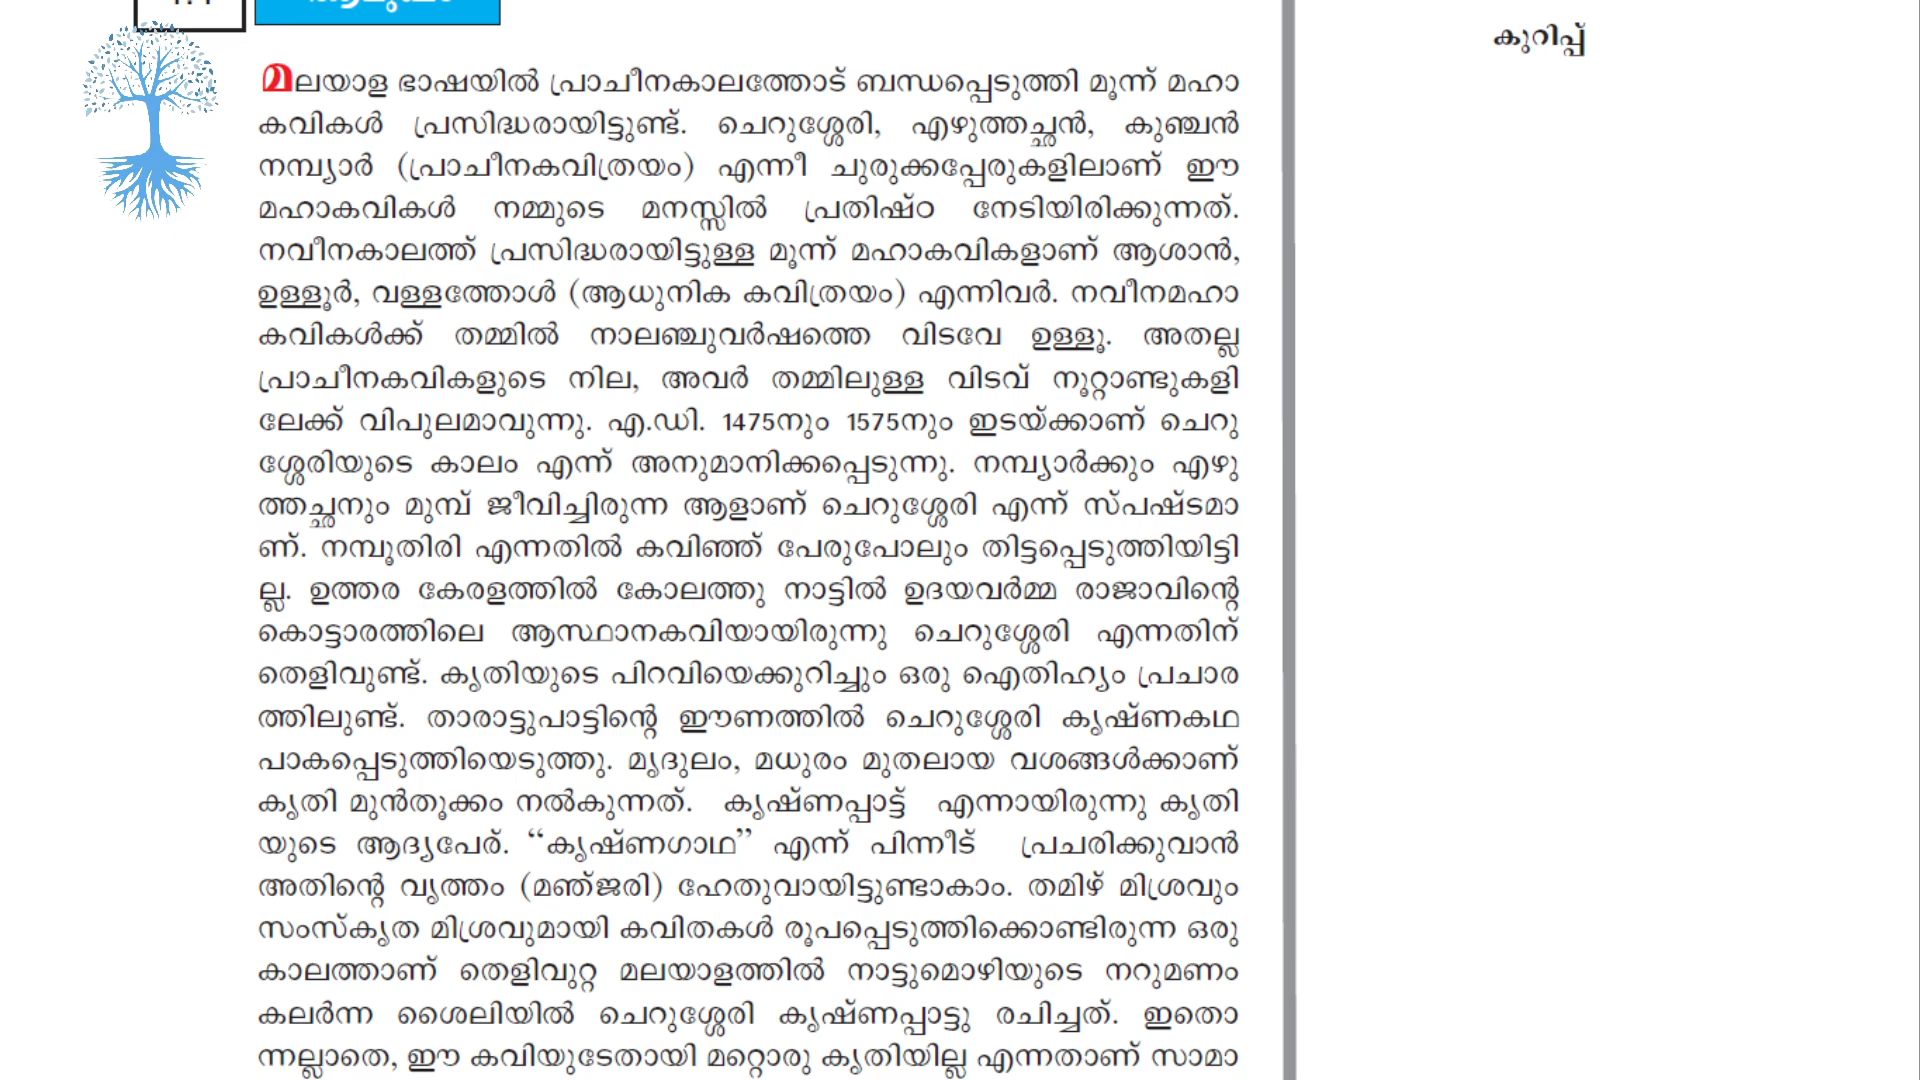 മലയാള ഭാഷയിൽ പ്രാചീനകാലത്തോട് ബന്ധപ്പെടുത്തി മൂന്ന് മഹാ
കവികൾ പ്രസിദ്ധരായിട്ടുണ്ട്. ചെറുശ്ശേരി, എഴുത്തച്ഛൻ, കുഞ്ചൻ
നമ്പ്യാർ (പ്രാചീനകവിത്രയം) എന്നീ ചുരുക്കപ്പേരുകളിലാണ് ഈ
മഹാകവികൾ നമ്മുടെ മനസ്സിൽ പ്രതിഷ്ഠ നേടിയിരിക്കുന്നത്.
നവീനകാലത്ത് പ്രസിദ്ധരായിട്ടുള്ള മൂന്ന് മഹാകവികളാണ് ആശാൻ,
ഉള്ളൂർ, വള്ളത്തോൾ (ആധുനിക കവിത്രയം) എന്നിവർ. നവീനമഹാ
കവികൾക്ക് തമ്മിൽ നാലഞ്ചുവർഷത്തെ വിടവേ ഉള്ളൂ. അതല്ല
പ്രാചീനകവികളുടെ നില, അവർ തമ്മിലുള്ള വിടവ് നൂറ്റാണ്ടുകളി
ലേക്ക് വിപുലമാവുന്നു. എ.ഡി. 1475നും 1575നും ഇടയ്ക്കാണ് ചെറു
ശ്ശേരിയുടെ കാലം എന്ന് അനുമാനിക്കപ്പെടുന്നു. നമ്പ്യാർക്കും എഴു
ത്തച്ഛനും മുമ്പ് ജീവിച്ചിരുന്ന ആളാണ് ചെറുശ്ശേരി എന്ന് സ്പഷ്ടമാ
ണ്. നമ്പൂതിരി എന്നതിൽ കവിഞ്ഞ് പേരുപോലും തിട്ടപ്പെടുത്തിയിട്ടി
ല്ല. ഉത്തര കേരളത്തിൽ കോലത്തു നാട്ടിൽ ഉദയവർമ്മ രാജാവിന്റെ
കൊട്ടാരത്തിലെ ആസ്ഥാനകവിയായിരുന്നു ചെറുശ്ശേരി എന്നതിന്
തെളിവുണ്ട്. കൃതിയുടെ പിറവിയെക്കുറിച്ചും ഒരു ഐതിഹ്യം പ്രചാര
ത്തിലുണ്ട്. താരാട്ടുപാട്ടിന്റെ ഈണത്തിൽ ചെറുശ്ശേരി കൃഷ്ണകഥ
പാകപ്പെടുത്തിയെടുത്തു. മൃദുലം, മധുരം മുതലായ വശങ്ങൾക്കാണ്
കൃതി മുൻതൂക്കം നൽകുന്നത്. കൃഷ്ണപ്പാട്ട് എന്നായിരുന്നു കൃതി
യുടെ ആദ്യപേര്. “കൃഷ്ണഗാഥ” എന്ന് പിന്നീട് പ്രചരിക്കുവാൻ
അതിന്റെ വൃത്തം (മഞ്ജരി) ഹേതുവായിട്ടുണ്ടാകാം. തമിഴ് മിശ്രവും
സംസ്കൃത മിശ്രവുമായി കവിതകൾ രൂപപ്പെടുത്തിക്കൊണ്ടിരുന്ന ഒരു
കാലത്താണ് തെളിവുറ്റ മലയാളത്തിൽ നാട്ടുമൊഴിയുടെ നറുമണം
കലർന്ന ശൈലിയിൽ ചെറുശ്ശേരി കൃഷ്ണപ്പാട്ടു രചിച്ചത്. ഇതൊ
ന്നല്ലാതെ, ഈ കവിയുടേതായി മറ്റൊരു കൃതിയില്ല എന്നതാണ് സാമാ
കുറിപ്പ്